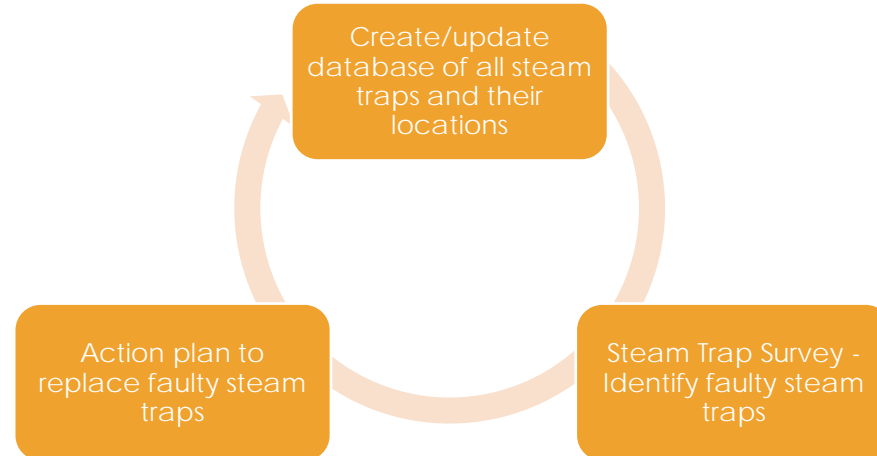 Create/update
database of all steam
traps and their
locations
Action plan to
replace faulty steam
traps
Steam Trap Survey -
Identify faulty steam
traps